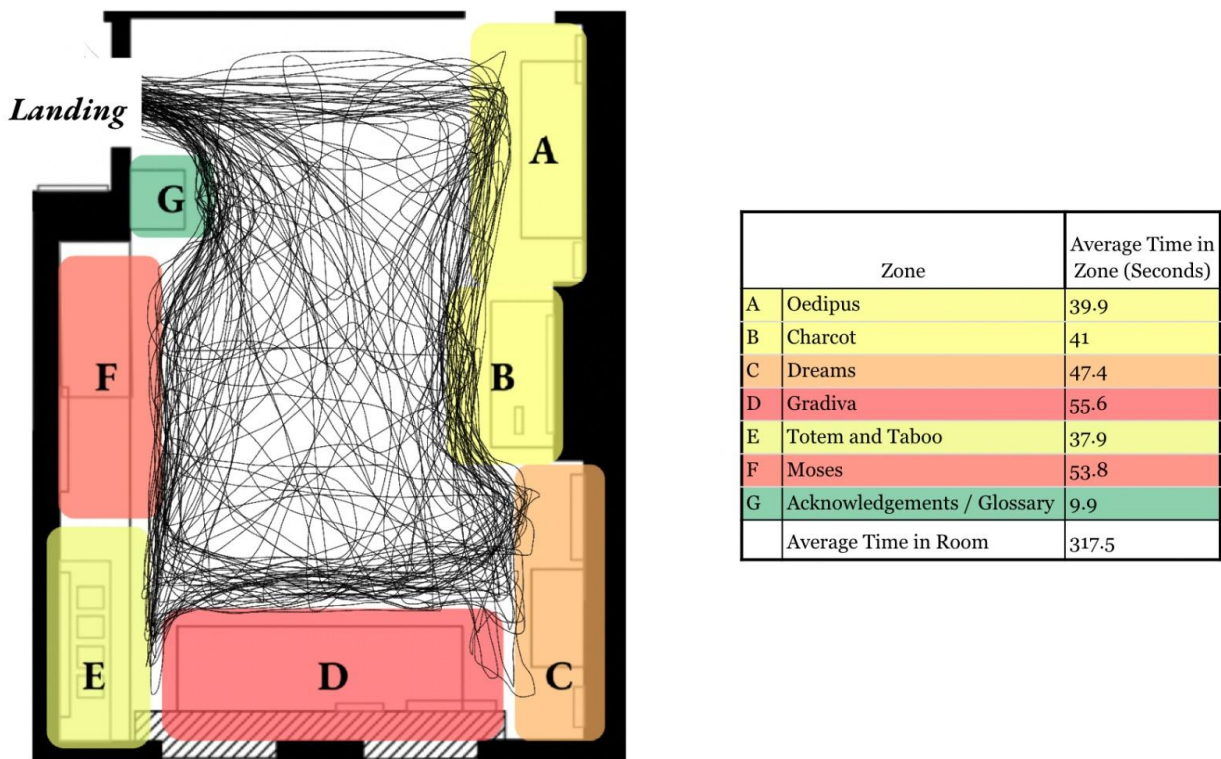 Landing
A
G
F
B
E
D
C
Zone
Average Time in
Zone (Seconds)
A Oedipus 39.9
B Charcot 41
C Dreams 47.4
D Gradiva 55.6
E Totem and Taboo 37.9
F Moses 53.8
G Acknowledgements / Glossary 9.9
Average Time in Room 317.5